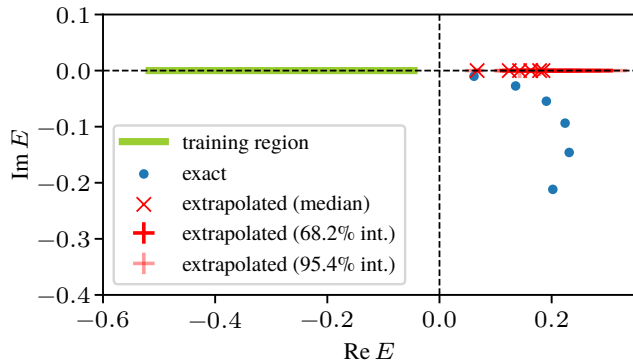 0.1
0.0
−0.1
−0.2
−0.3
−0.4
Im E
training region
exact
extrapolated (median)
extrapolated (68.2% int.)
extrapolated (95.4% int.)
−0.6 −0.4 −0.2 0.0 0.2
Re E